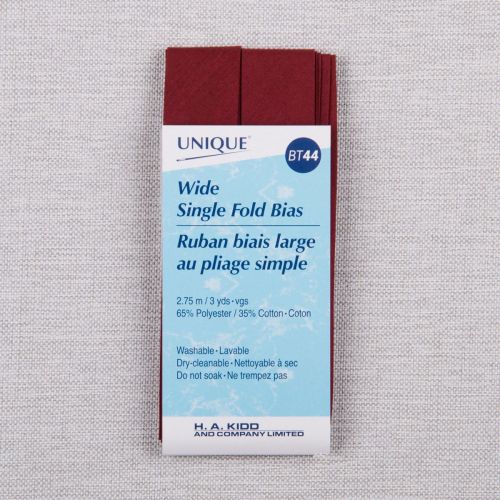 UNIQUE®
BT44
Wide
Single Fold Bias
Ruban biais large
au pliage simple
2.75 m / 3 yds • vgs
65% Polyester / 35% Cotton • Coton
Washable • Lavable
Dry-cleanable • Nettoyable à sec
Do not soak • Ne trempez pas
H. A. KIDD
AND COMPANY LIMITED